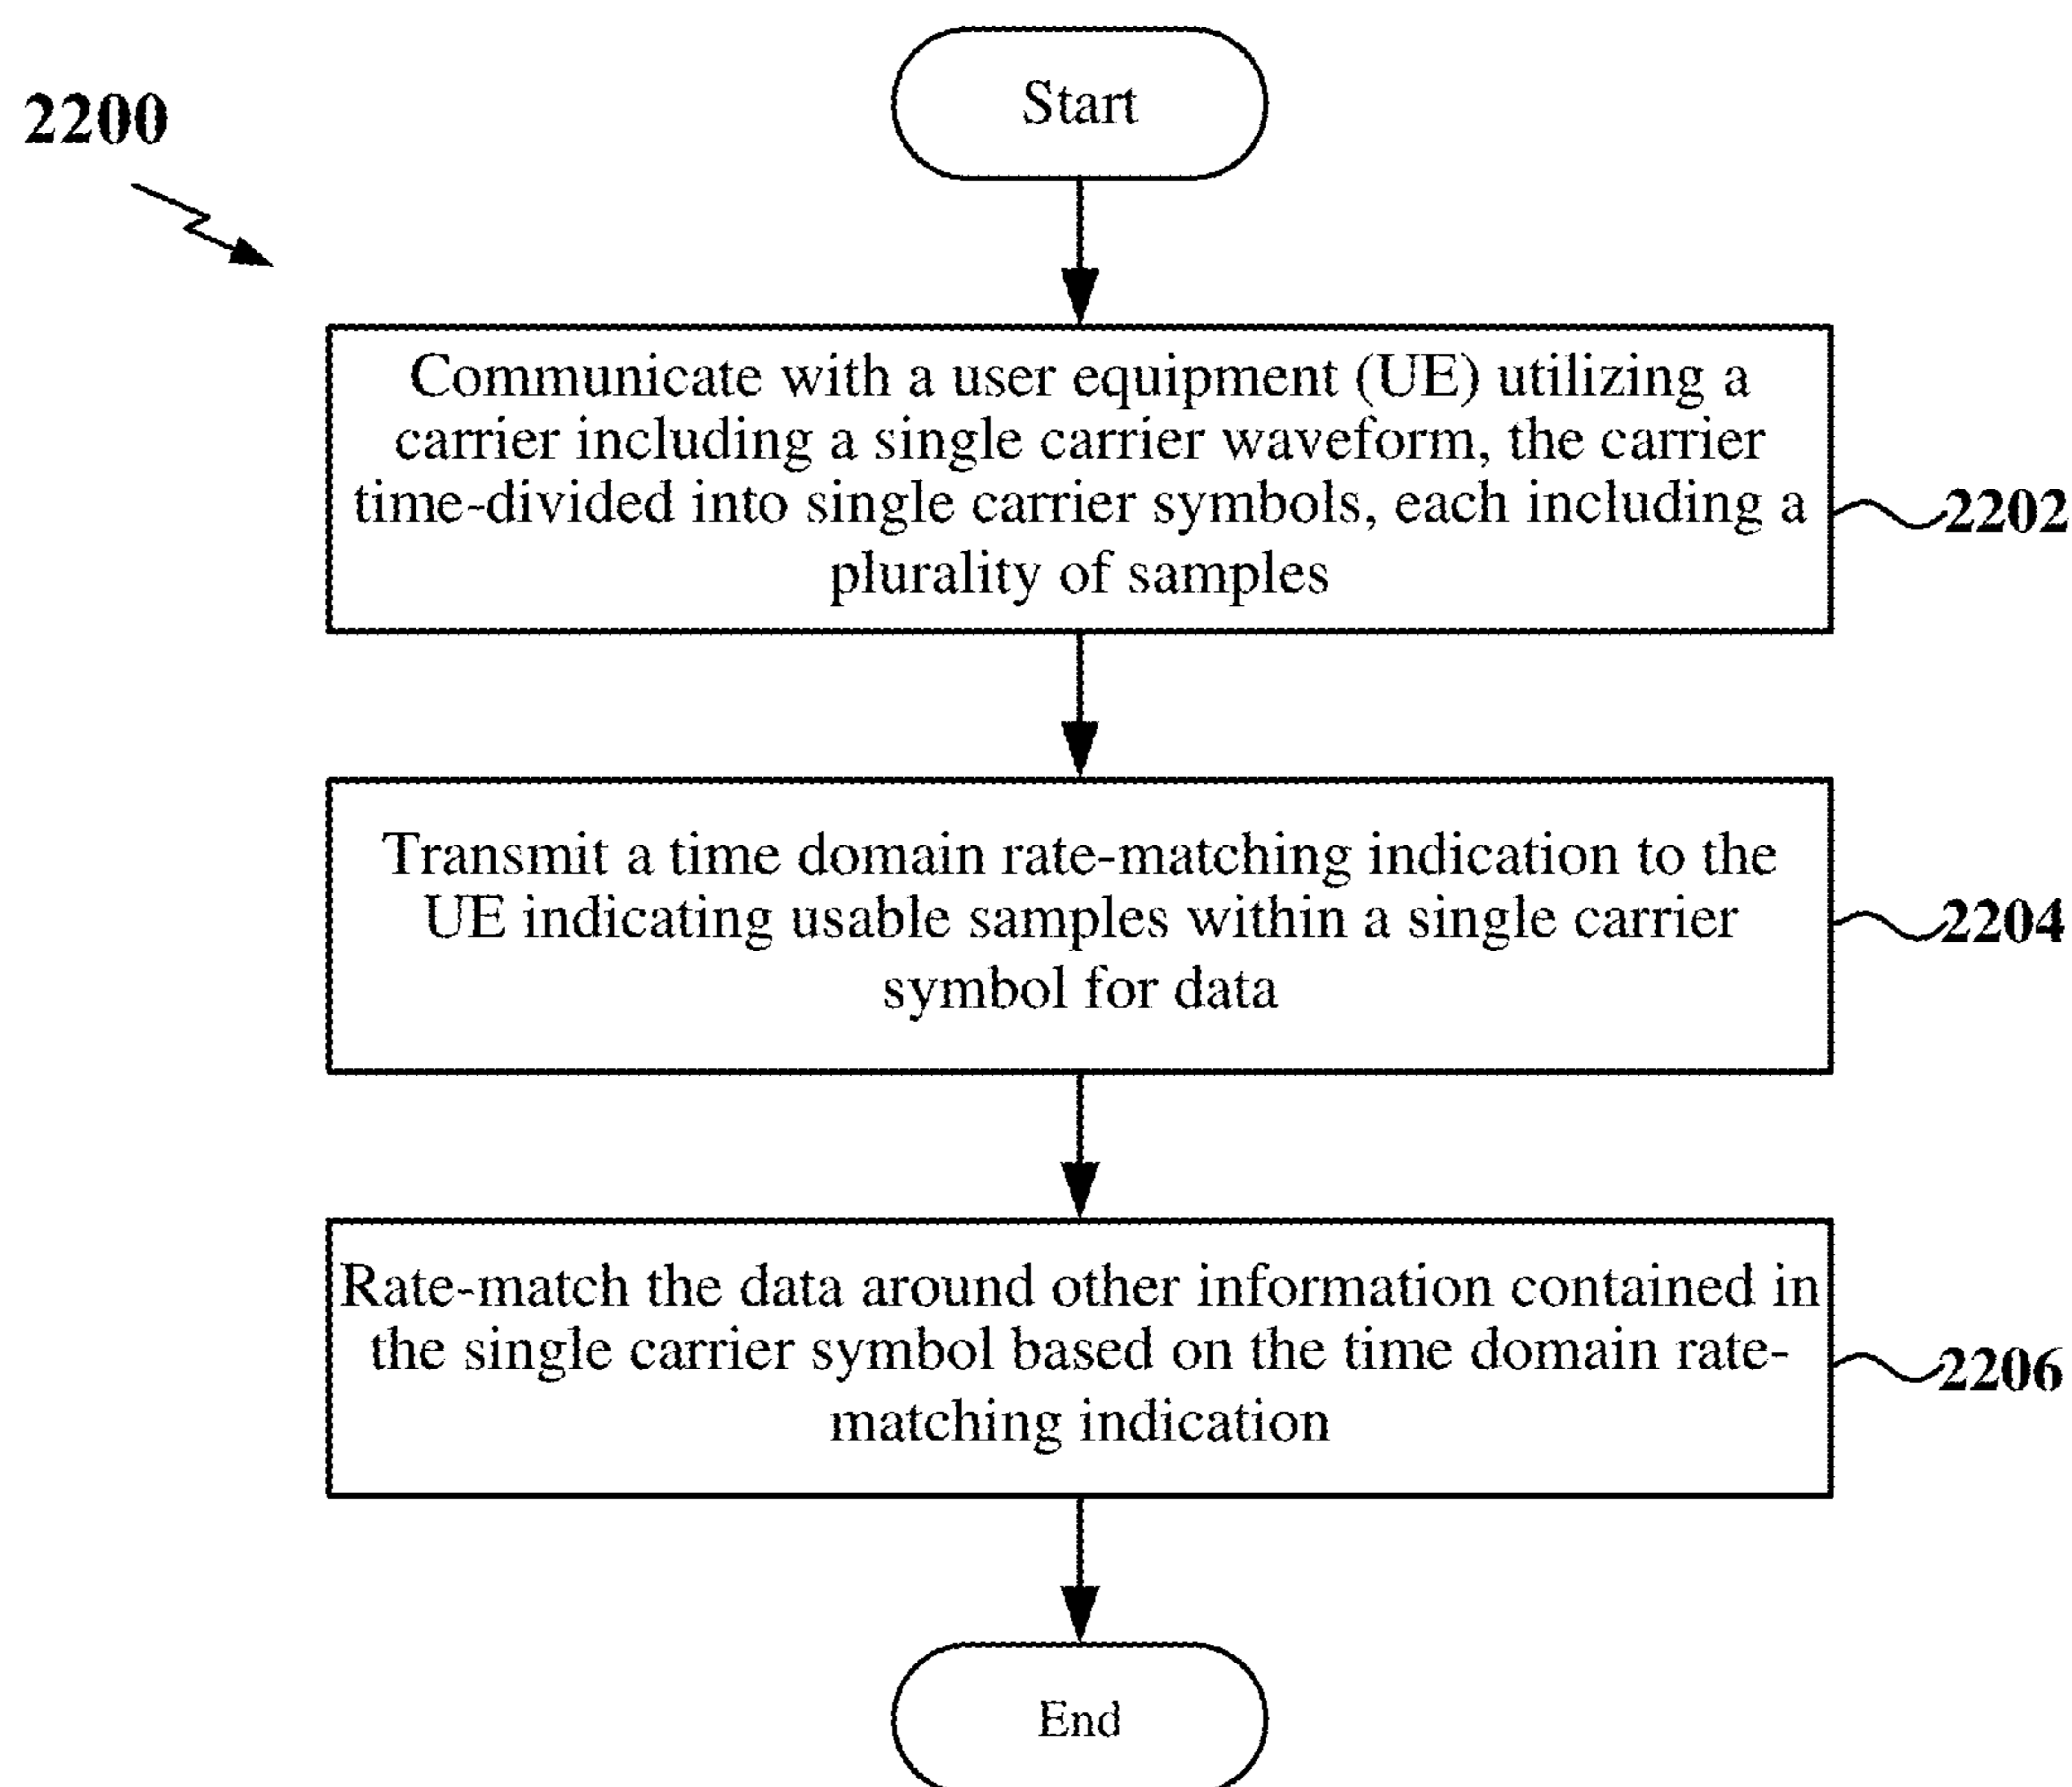 2200
Start
Communicate with a user equipment (UE) utilizing a
carrier including a single carrier waveform, the carrier
time-divided into single carrier symbols, each including a
plurality of samples
2202
Transmit a time domain rate-matching indication to the
UE indicating usable samples within a single carrier
symbol for data
2204
Rate-match the data around other information contained in
the single carrier symbol based on the time domain rate-
matching indication
2206
End